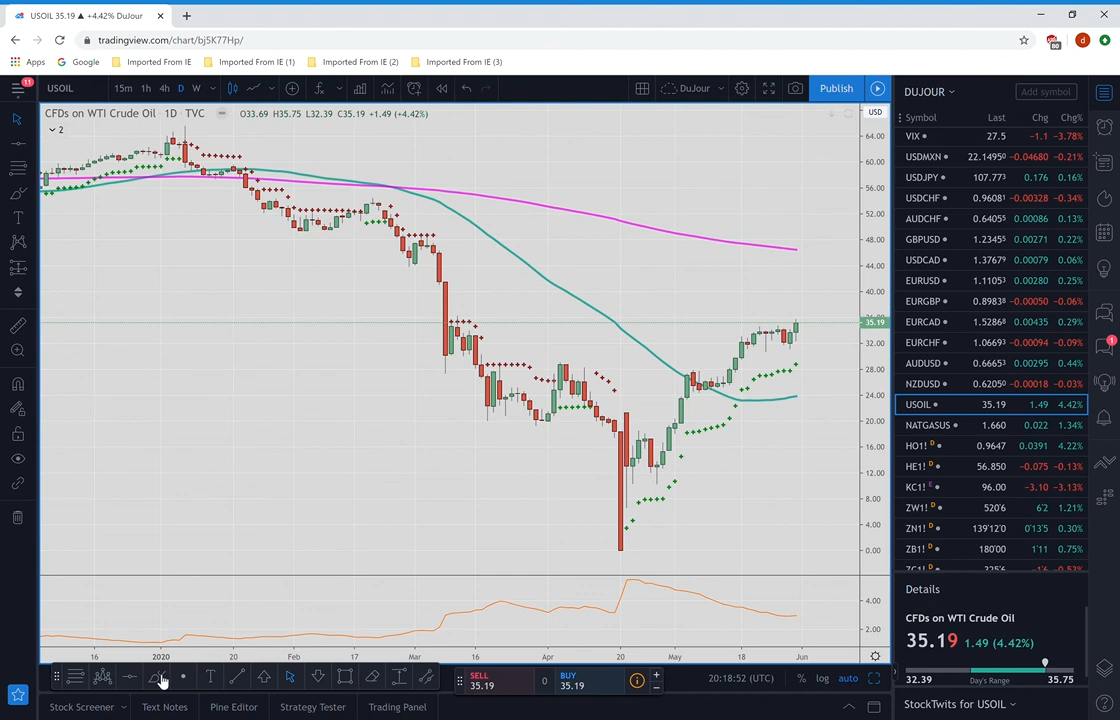 USOIL 35.19 ▲ +4.42% DuJour
tradingview.com/chart/bj5K77Hp/
80
d
Apps Google Imported From IE Imported From IE (1) Imported From IE (2) Imported From IE (3)
11
USOIL 15m 1h 4h D W DuJour Publish
CFDs on WTI Crude Oil · 1D · TVC O33.69 H35.75 L32.39 C35.19 +1.49 (+4.42%)
2
USD
64.00
60.00
56.00
52.00
48.00
44.00
40.00
35.19
32.00
28.00
24.00
20.00
16.00
12.00
8.00
4.00
0.00
4.00
2.00
16 2020 20 Feb 17 Mar 16 Apr 20 May 18 Jun
T
SELL
35.19
0
BUY
35.19
20:18:52 (UTC) % log auto
Stock Screener Text Notes Pine Editor Strategy Tester Trading Panel
DUJOUR Add symbol
Symbol Last Chg Chg%
VIX 27.5 −1.1 −3.78%
USDMXN 22.14950 −0.04680 −0.21%
USDJPY 107.773 0.176 0.16%
USDCHF 0.96081 −0.00328 −0.34%
AUDCHF 0.64055 0.00086 0.13%
GBPUSD 1.23455 0.00271 0.22%
USDCAD 1.37679 0.00079 0.06%
EURUSD 1.11053 0.00280 0.25%
EURGBP 0.89838 −0.00050 −0.06%
EURCAD 1.52868 0.00435 0.29%
EURCHF 1.06693 −0.00094 −0.09%
AUDUSD 0.66653 0.00295 0.44%
NZDUSD 0.62050 −0.00018 −0.03%
USOIL 35.19 1.49 4.42%
NATGASUS 1.660 0.022 1.34%
HO1! D 0.9647 0.0391 4.22%
HE1! D 56.850 −0.075 −0.13%
KC1! E 96.00 −3.10 −3.13%
ZW1! D 520'6 6'2 1.21%
ZN1! D 139'12'0 0'13'5 0.30%
ZB1! D 180'00 1'11 0.75%
1
Details
CFDs on WTI Crude Oil
35.19 1.49 (4.42%)
32.39 Day's Range 35.75
StockTwits for USOIL